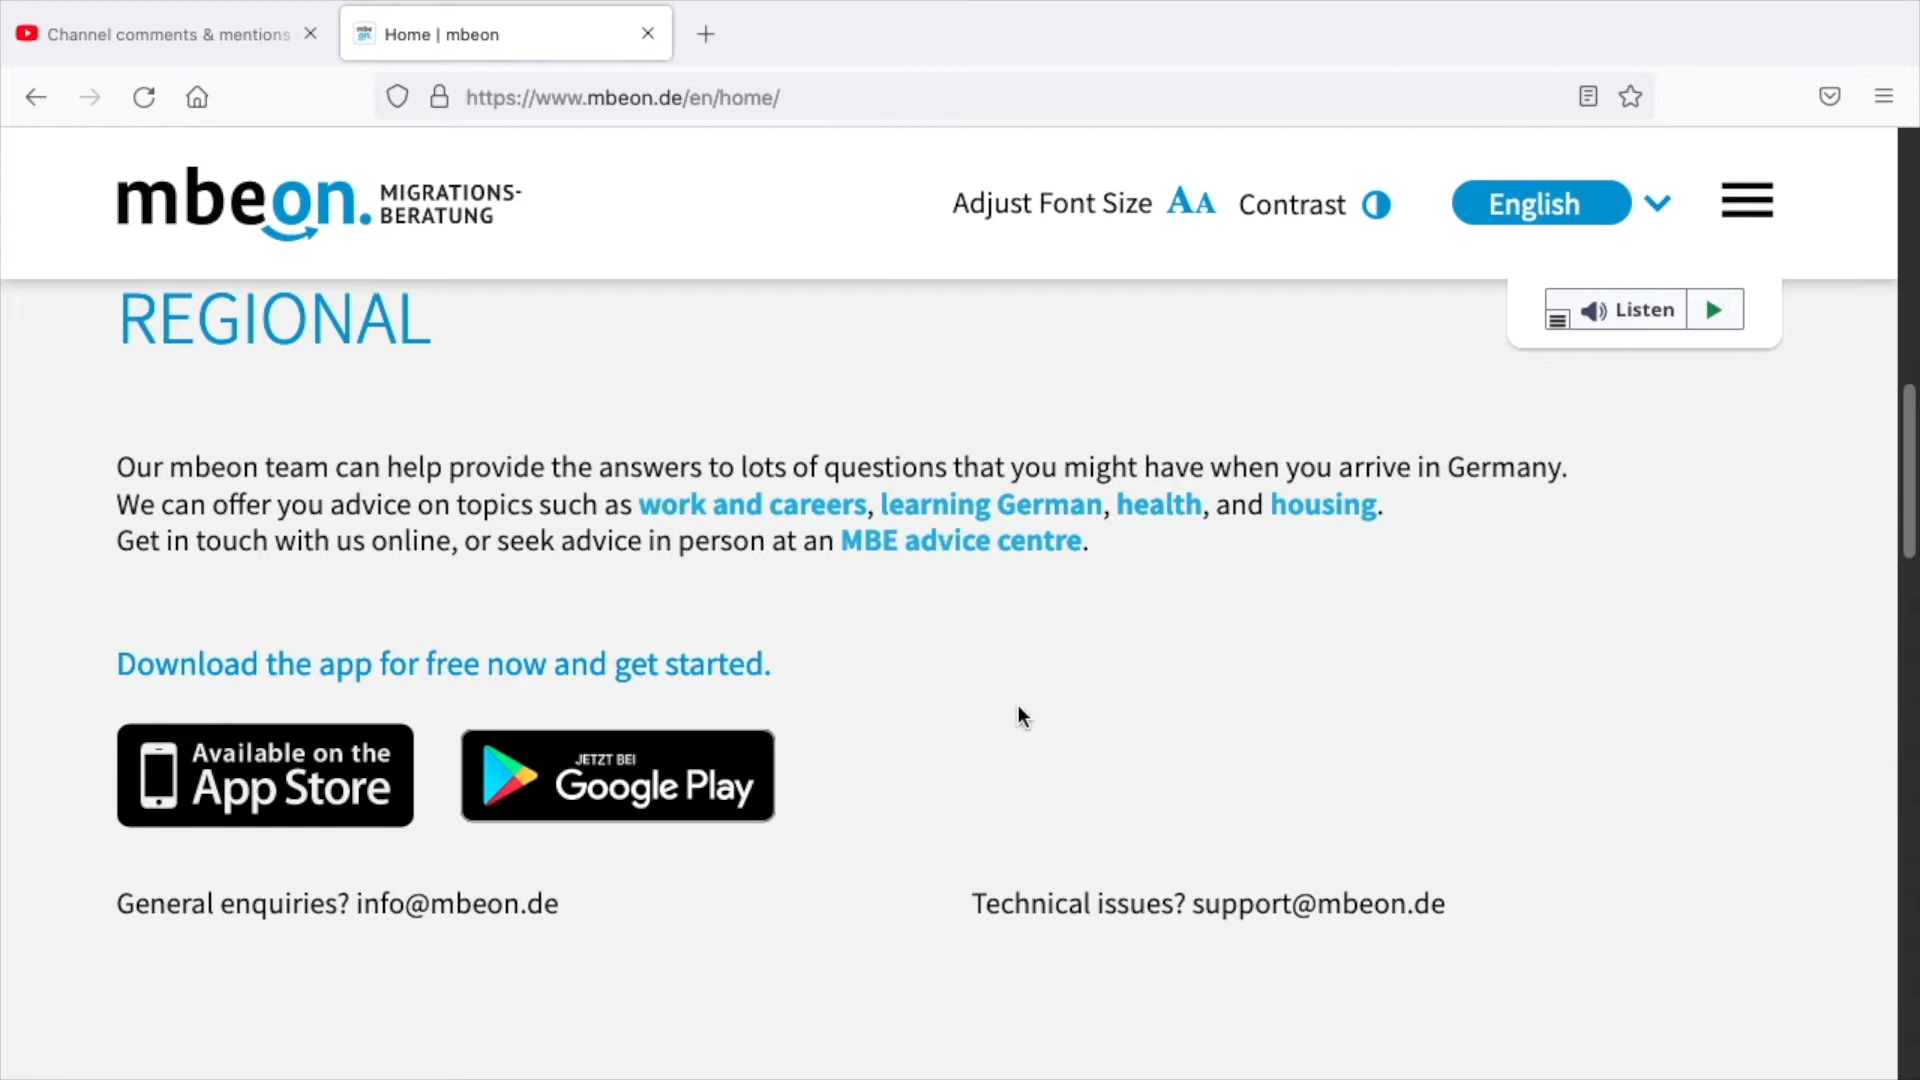 Channel comments & mentions
Home | mbeon
https://www.mbeon.de/en/home/
mbeon. MIGRATIONS-
BERATUNG
Adjust Font Size AA Contrast
English
Listen
REGIONAL
Our mbeon team can help provide the answers to lots of questions that you might have when you arrive in Germany.
We can offer you advice on topics such as work and careers, learning German, health, and housing.
Get in touch with us online, or seek advice in person at an MBE advice centre.
Download the app for free now and get started.
Available on the
App Store
JETZT BEI
Google Play
General enquiries? info@mbeon.de
Technical issues? support@mbeon.de